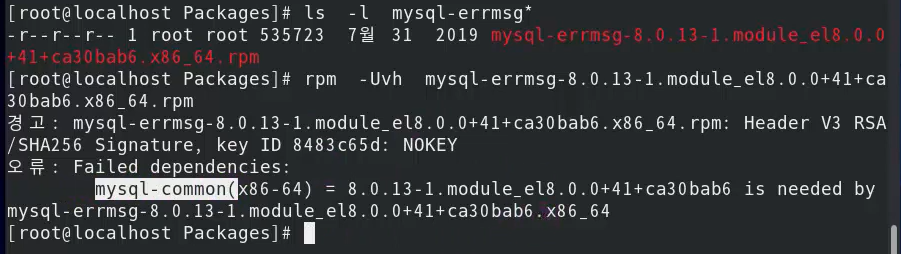 [root@localhost Packages]# ls  -l  mysql-errmsg*
-r--r--r-- 1 root root 535723  7월 31  2019 mysql-errmsg-8.0.13-1.module_el8.0.0
+41+ca30bab6.x86_64.rpm
[root@localhost Packages]# rpm  -Uvh  mysql-errmsg-8.0.13-1.module_el8.0.0+41+ca
30bab6.x86_64.rpm
경고: mysql-errmsg-8.0.13-1.module_el8.0.0+41+ca30bab6.x86_64.rpm: Header V3 RSA
/SHA256 Signature, key ID 8483c65d: NOKEY
오류: Failed dependencies:
        mysql-common(x86-64) = 8.0.13-1.module_el8.0.0+41+ca30bab6 is needed by
mysql-errmsg-8.0.13-1.module_el8.0.0+41+ca30bab6.x86_64
[root@localhost Packages]#